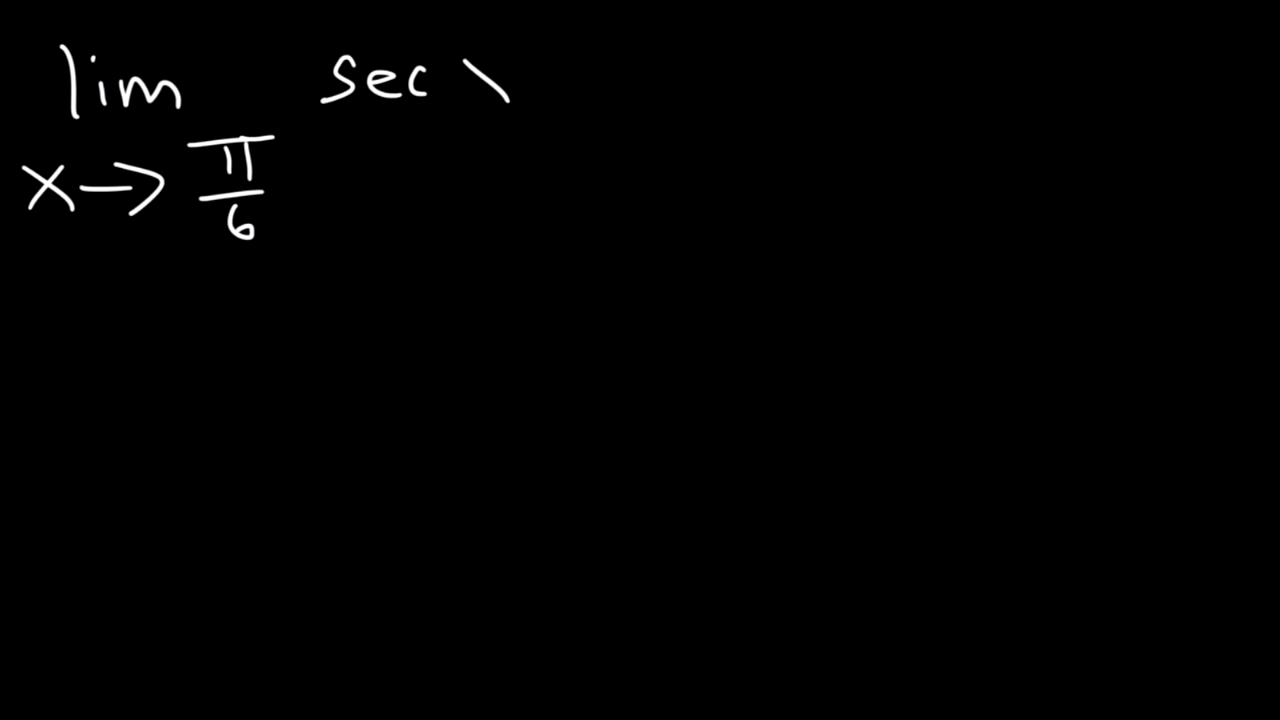 lim sec \
x→ π/6